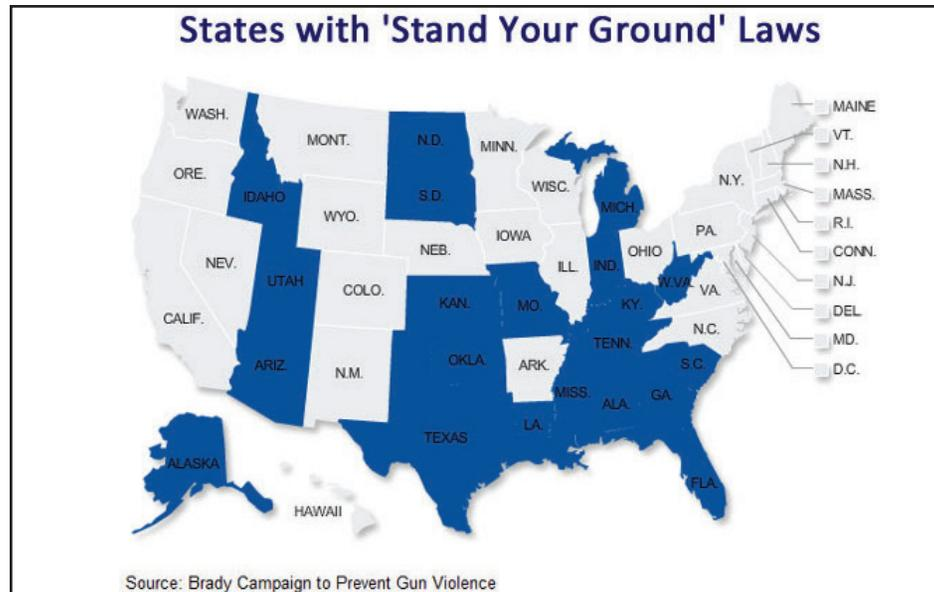 States with 'Stand Your Ground' Laws
WASH.
MONT.
N.D.
MINN.
MAINE
VT.
N.H.
ORE.
IDAHO
S.D.
WISC.
MICH.
N.Y.
MASS.
WYO.
R.I.
IOWA
PA.
NEB.
OHIO
CONN.
NEV.
UTAH
COLO.
ILL.
IND.
W.VA.
N.J.
CALIF.
KAN.
MO.
KY.
VA.
DEL.
N.C.
MD.
ARIZ.
N.M.
OKLA.
ARK.
TENN.
S.C.
D.C.
MISS.
ALA.
GA.
TEXAS
LA.
ALASKA
FLA.
HAWAII
Source: Brady Campaign to Prevent Gun Violence